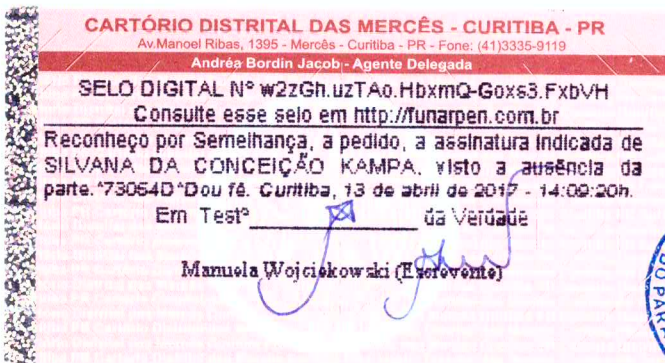 CARTÓRIO DISTRITAL DAS MERCÊS - CURITIBA - PR
Av.Manoel Ribas, 1395 - Mercês - Curitiba - PR - Fone: (41)3335-9119
Andréa Bordin Jacob - Agente Delegada
SELO DIGITAL Nº w2zGh.uzTAo.HbxmQ-Goxs3.FxbVH
Consulte esse selo em http://funarpen.com.br
Reconheço por Semelhança, a pedido, a assinatura indicada de
SILVANA DA CONCEIÇÃO KAMPA, visto a ausência da
parte.*73054D*Dou fé. Curitiba, 13 de abril de 2017 - 14:09:20h.
Em Testº____________ da Verdade
Manuela Wojciekowski (Escrevente)
DO PAR